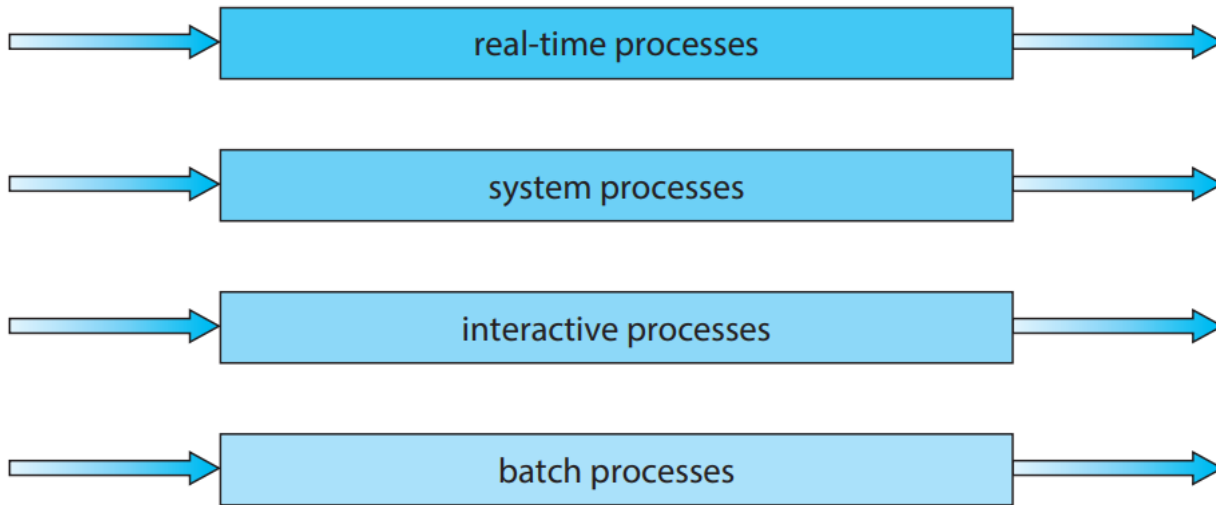 real-time processes
system processes
interactive processes
batch processes